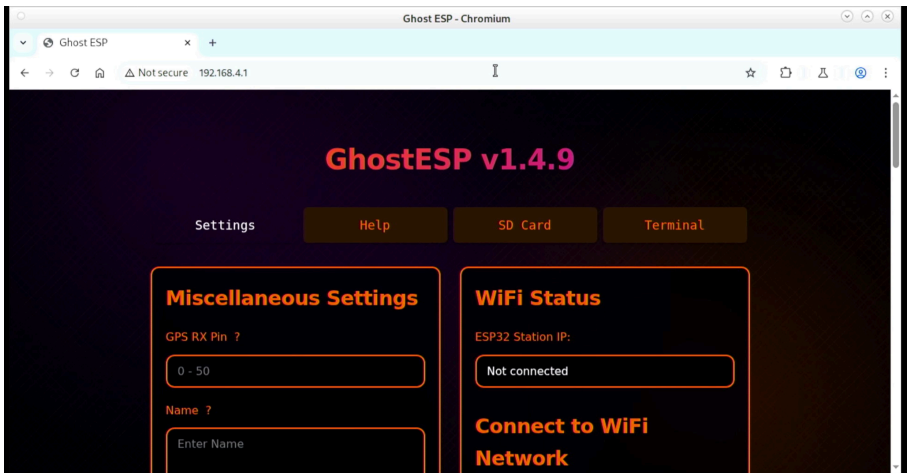 Ghost ESP - Chromium
Ghost ESP
Not secure 192.168.4.1
GhostESP v1.4.9
Settings
Help
SD Card
Terminal
Miscellaneous Settings
GPS RX Pin ?
0 - 50
Name ?
Enter Name
WiFi Status
ESP32 Station IP:
Not connected
Connect to WiFi
Network